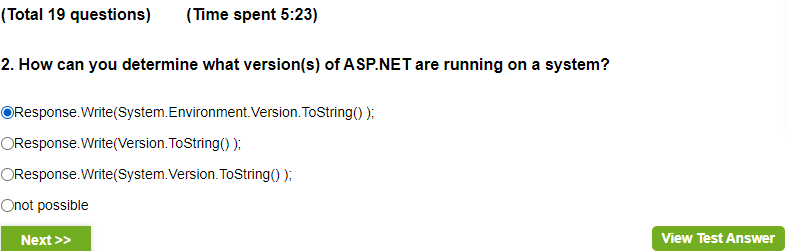 (Total 19 questions) (Time spent 5:23)
2. How can you determine what version(s) of ASP.NET are running on a system?
Response.Write(System.Environment.Version.ToString() );
Response.Write(Version.ToString() );
Response.Write(System.Version.ToString() );
not possible
Next >> View Test Answer